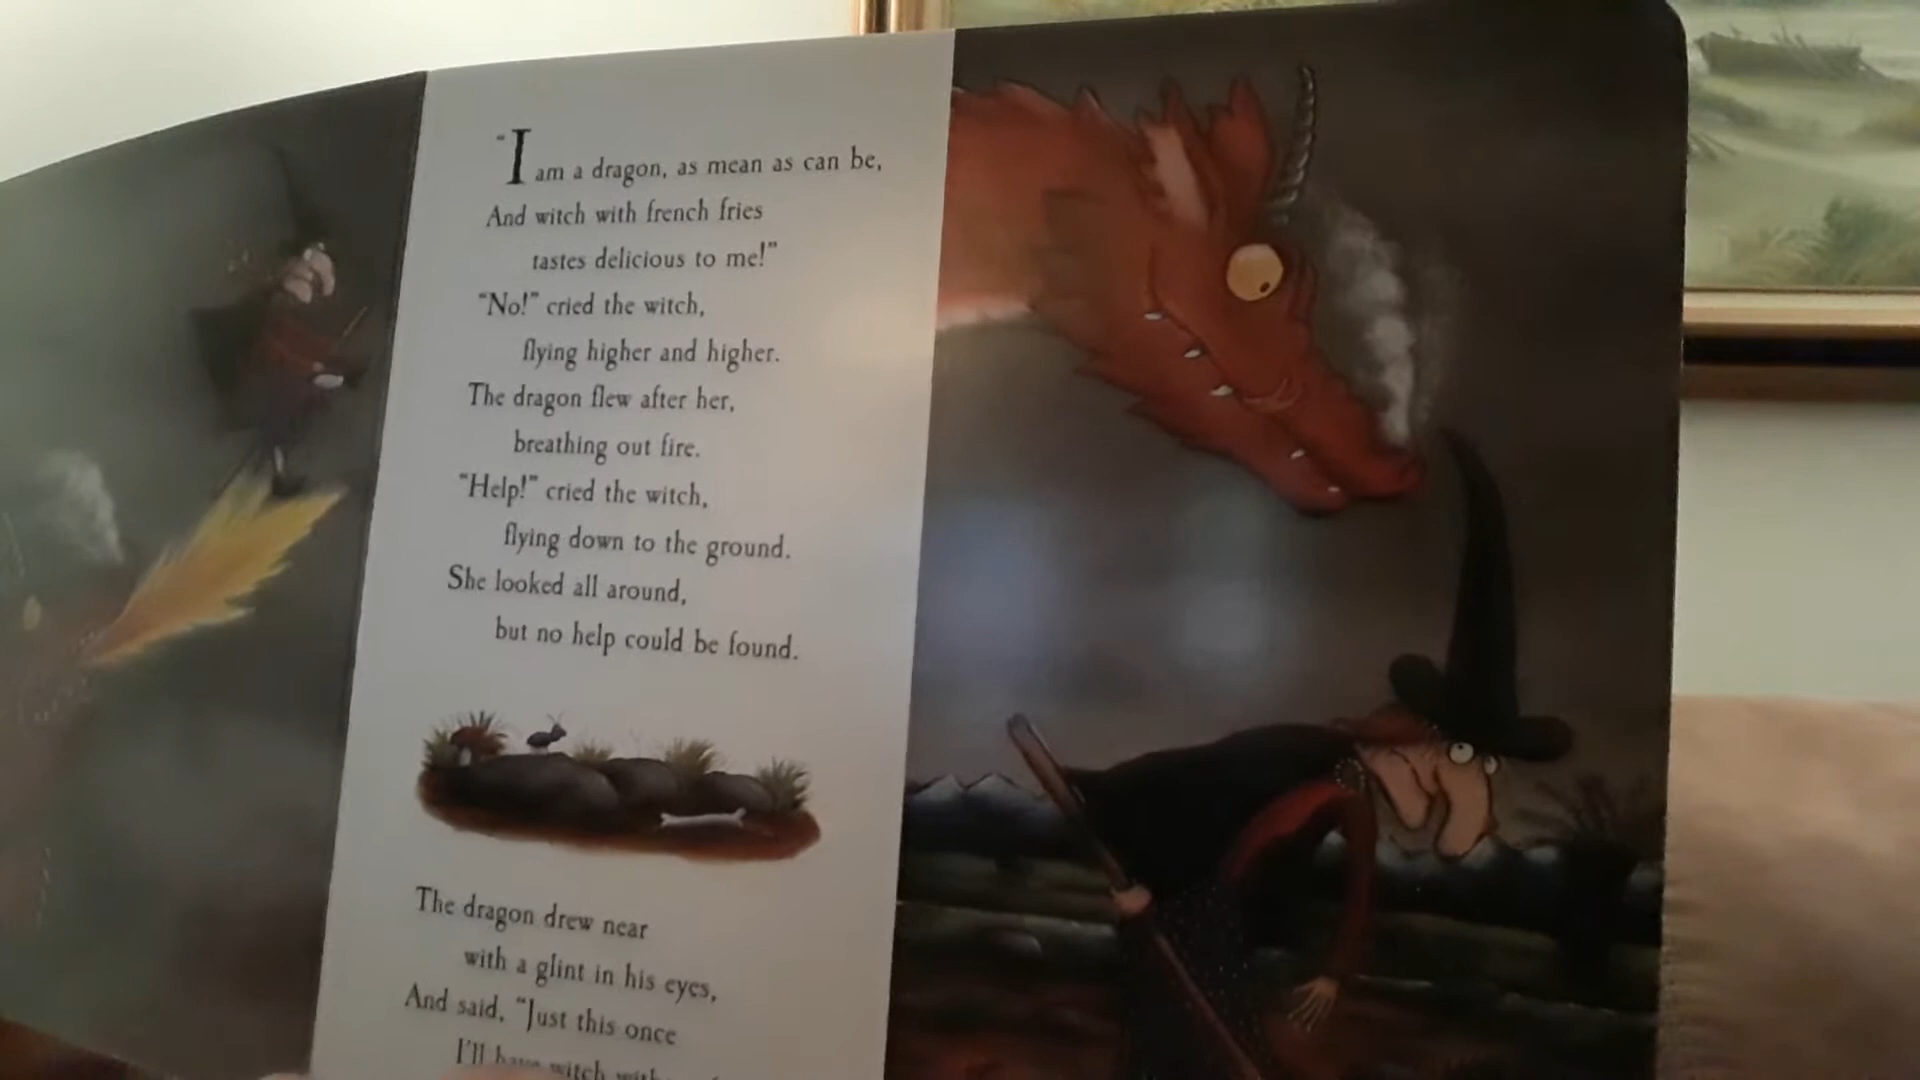 “I am a dragon, as mean as can be,
And witch with french fries
tastes delicious to me!”
“No!” cried the witch,
flying higher and higher.
The dragon flew after her,
breathing out fire.
“Help!” cried the witch,
flying down to the ground.
She looked all around,
but no help could be found.
The dragon drew near
with a glint in his eyes,
And said, “Just this once
I'll have witch